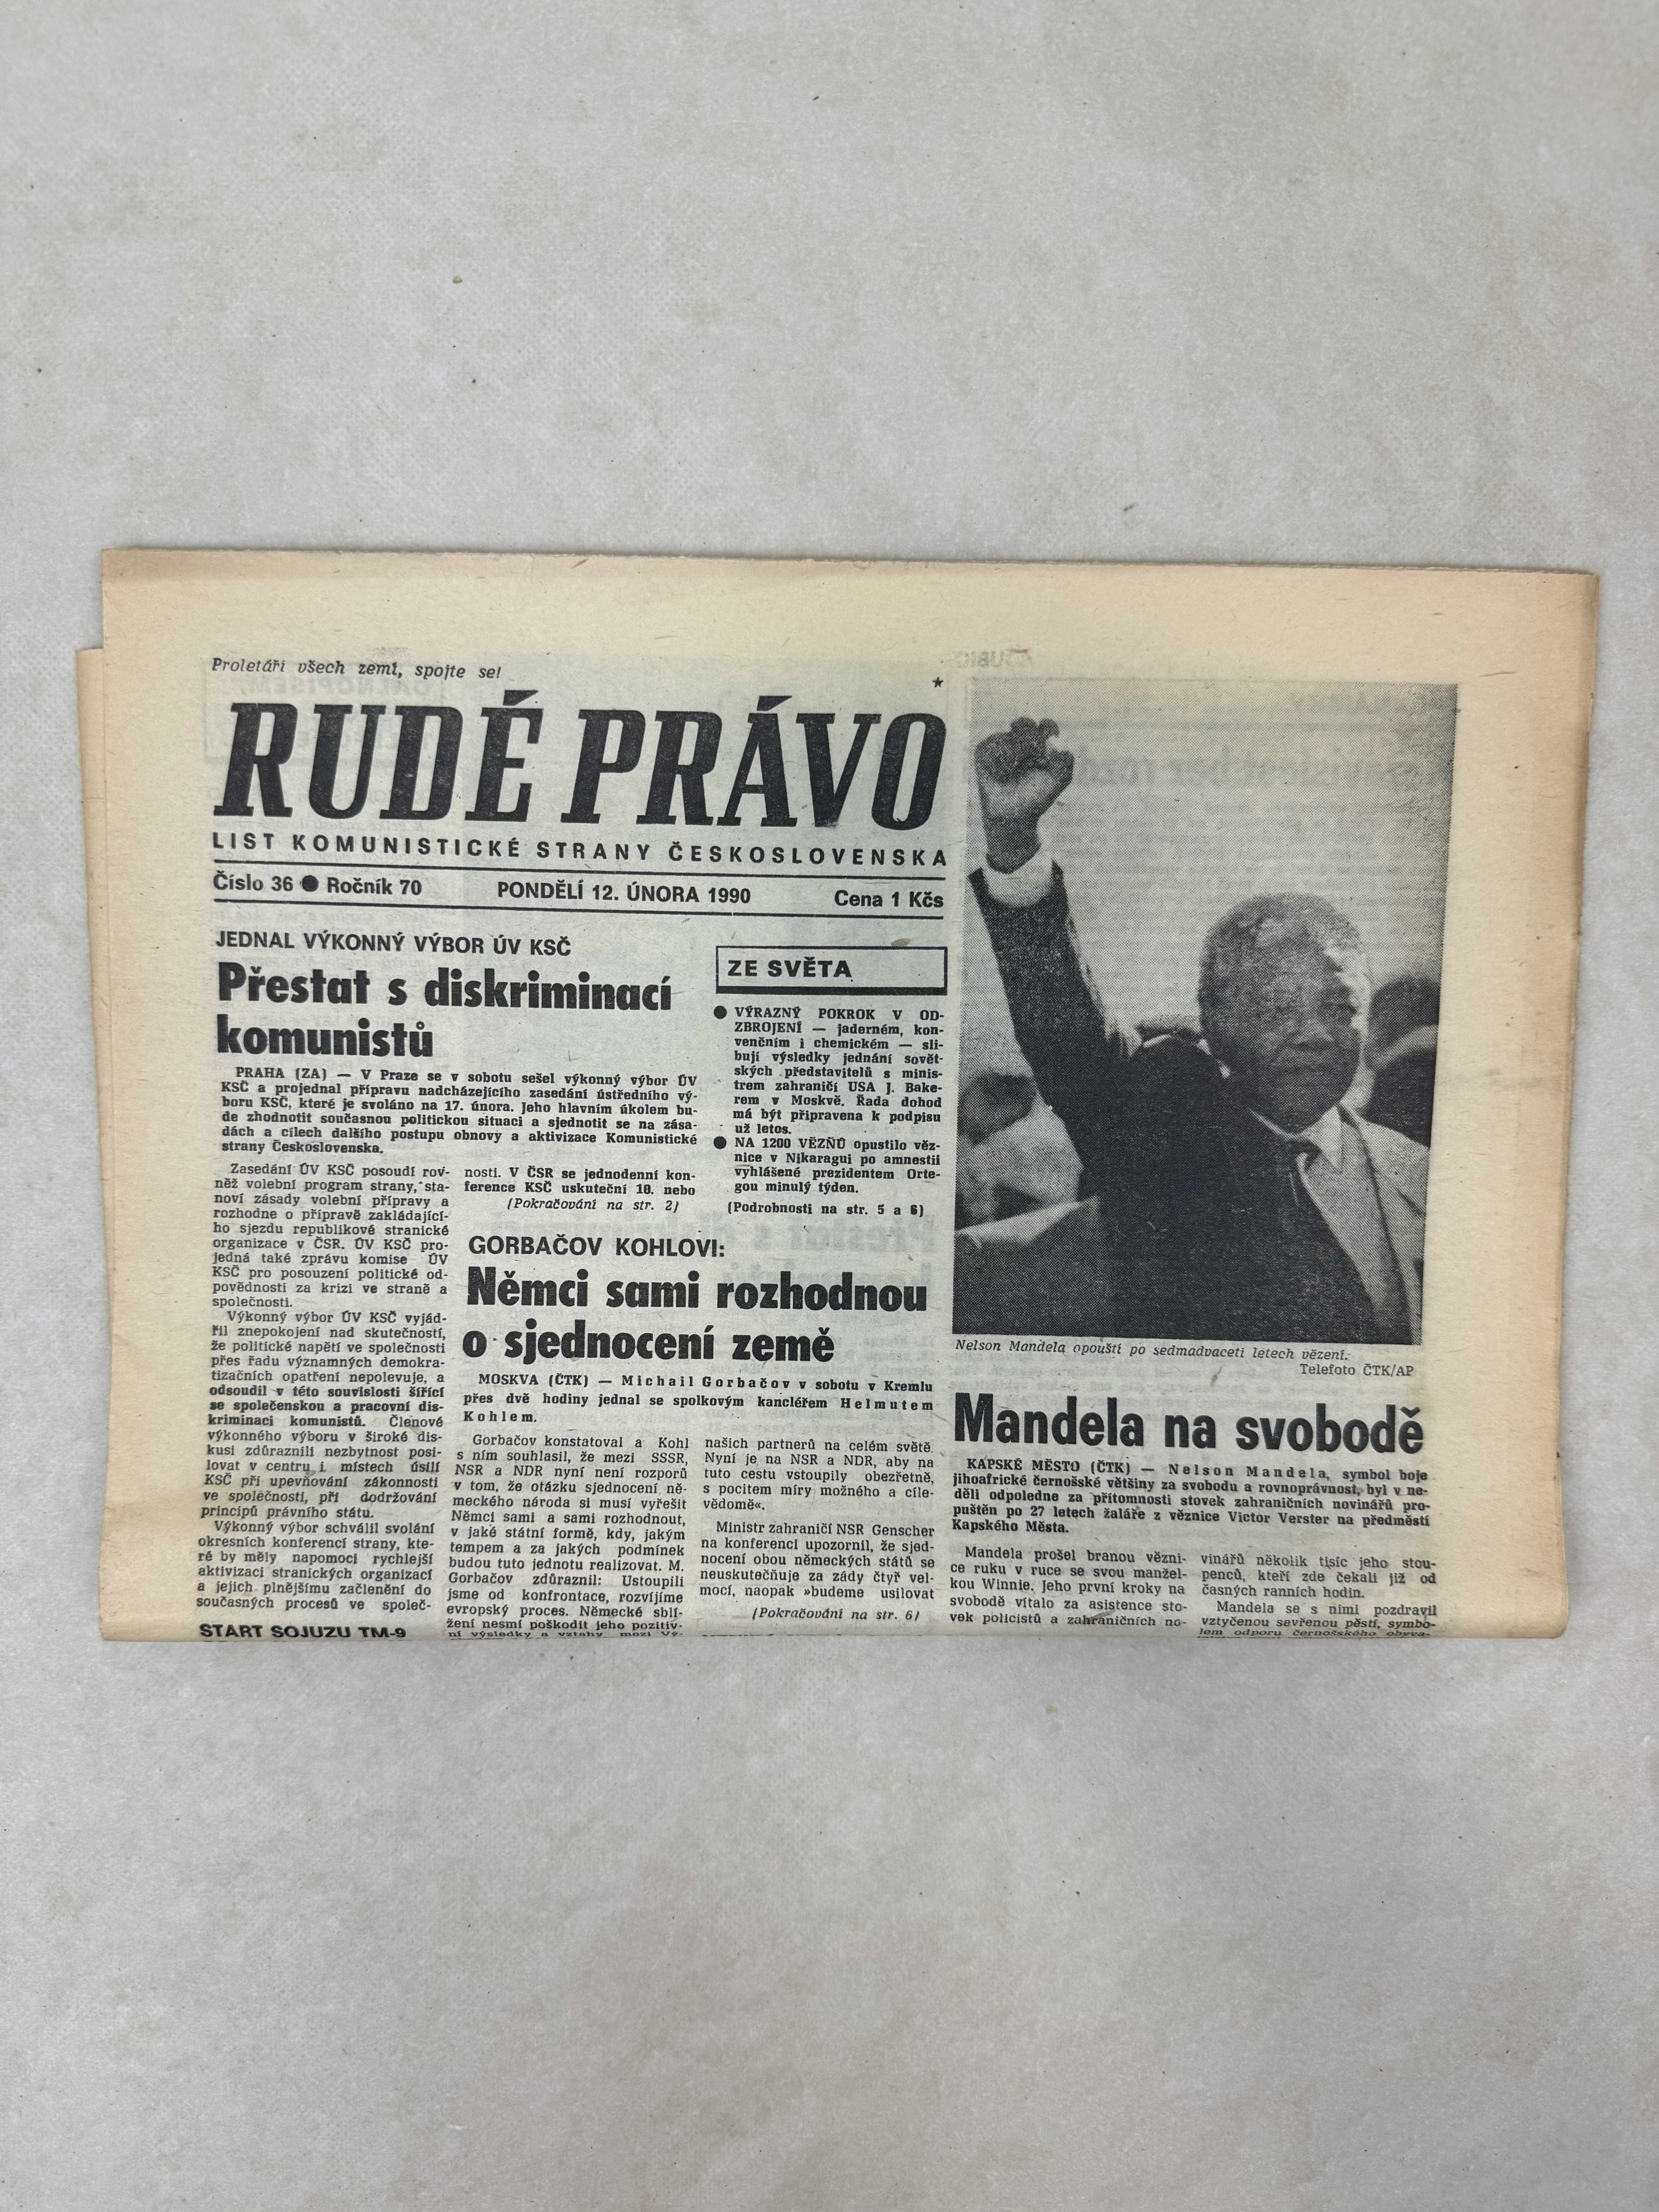 Proletáři všech zemí, spojte se!
RUDÉ PRÁVO
LIST KOMUNISTICKÉ STRANY ČESKOSLOVENSKA
Číslo 36 ● Ročník 70 PONDĚLÍ 12. ÚNORA 1990 Cena 1 Kčs
JEDNAL VÝKONNÝ VÝBOR ÚV KSČ
Přestat s diskriminací
komunistů
PRAHA (ZA) — V Praze se v sobotu sešel výkonný výbor ÚV
KSČ a projednal přípravu nadcházejícího zasedání ústředního vý-
boru KSČ, které je svoláno na 17. února. Jeho hlavním úkolem bu-
de zhodnotit současnou politickou situaci a sjednotit se na zása-
dách a cílech dalšího postupu obnovy a aktivizace Komunistické
strany Československa.
Zasedání ÚV KSČ posoudí rov-
něž volební program strany, sta-
noví zásady volební přípravy a
rozhodne o přípravě zakládající-
ho sjezdu republikové stranické
organizace v ČSR. ÚV KSČ pro-
jedná také zprávu komise ÚV
KSČ pro posouzení politické od-
povědnosti za krizi ve straně a
společnosti.
Výkonný výbor ÚV KSČ vyjád-
řil znepokojení nad skutečností,
že politické napětí ve společnosti
přes řadu významných demokra-
tizačních opatření nepolevuje, a
odsoudil v této souvislosti šířící
se společenskou a pracovní dis-
kriminaci komunistů. Členové
výkonného výboru v široké dis-
kusi zdůraznili nezbytnost posi-
lovat v centru i místech úsilí
KSČ při upevňování zákonnosti
ve společnosti, při dodržování
principů právního státu.
Výkonný výbor schválil svolání
okresních konferencí strany, kte-
ré by měly napomoci rychlejší
aktivizaci stranických organizací
a jejich plnějšímu začlenění do
současných procesů ve společ-
nosti. V ČSR se jednodenní kon-
ference KSČ uskuteční 10. nebo
(Pokračování na str. 2)
START SOJUZU TM-9
ZE SVĚTA
● VÝRAZNÝ POKROK V OD-
ZBROJENÍ — jaderném, kon-
venčním i chemickém — sli-
bují výsledky jednání sovět-
ských představitelů s minis-
trem zahraničí USA J. Bake-
rem v Moskvě. Řada dohod
má být připravena k podpisu
už letos.
● NA 1200 VĚZŇŮ opustilo věz-
nice v Nikaragui po amnestii
vyhlášené prezidentem Orte-
gou minulý týden.
(Podrobnosti na str. 5 a 6)
GORBAČOV KOHLOVI:
Němci sami rozhodnou
o sjednocení země
MOSKVA (ČTK) — Michail Gorbačov v sobotu v Kremlu
přes dvě hodiny jednal se spolkovým kancléřem Helmutem
Kohlem.
Gorbačov konstatoval a Kohl
s ním souhlasil, že mezi SSSR,
NSR a NDR nyní není rozporů
v tom, že otázku sjednocení ně-
meckého národa si musí vyřešit
Němci sami a sami rozhodnout,
v jaké státní formě, kdy, jakým
tempem a za jakých podmínek
budou tuto jednotu realizovat. M.
Gorbačov zdůraznil: Ustoupili
jsme od konfrontace, rozvíjíme
evropský proces. Německé sblí-
žení nesmí poškodit jeho pozitiv-
ní výsledky a vztahy mezi Vý-
našich partnerů na celém světě.
Nyní je na NSR a NDR, aby na
tuto cestu vstoupily obezřetně,
s pocitem míry možného a cíle-
vědomě«.
Ministr zahraničí NSR Genscher
na konferenci upozornil, že sjed-
nocení obou německých států se
neuskutečňuje za zády čtyř vel-
mocí, naopak »budeme usilovat
(Pokračování na str. 6)
Nelson Mandela opouští po sedmadvaceti letech vězení.
Telefoto ČTK/AP
Mandela na svobodě
KAPSKÉ MĚSTO (ČTK) — Nelson Mandela, symbol boje
jihoafrické černošské většiny za svobodu a rovnoprávnost, byl v ne-
děli odpoledne za přítomnosti stovek zahraničních novinářů pro-
puštěn po 27 letech žaláře z věznice Victor Verster na předměstí
Kapského Města.
Mandela prošel branou vězni-
ce ruku v ruce se svou manžel-
kou Winnie. Jeho první kroky na
svobodě vítalo za asistence sto-
vek policistů a zahraničních no-
vinářů několik tisíc jeho stou-
penců, kteří zde čekali již od
časných ranních hodin.
Mandela se s nimi pozdravil
vztyčenou sevřenou pěstí, symbo-
lem odporu černošského obyva-